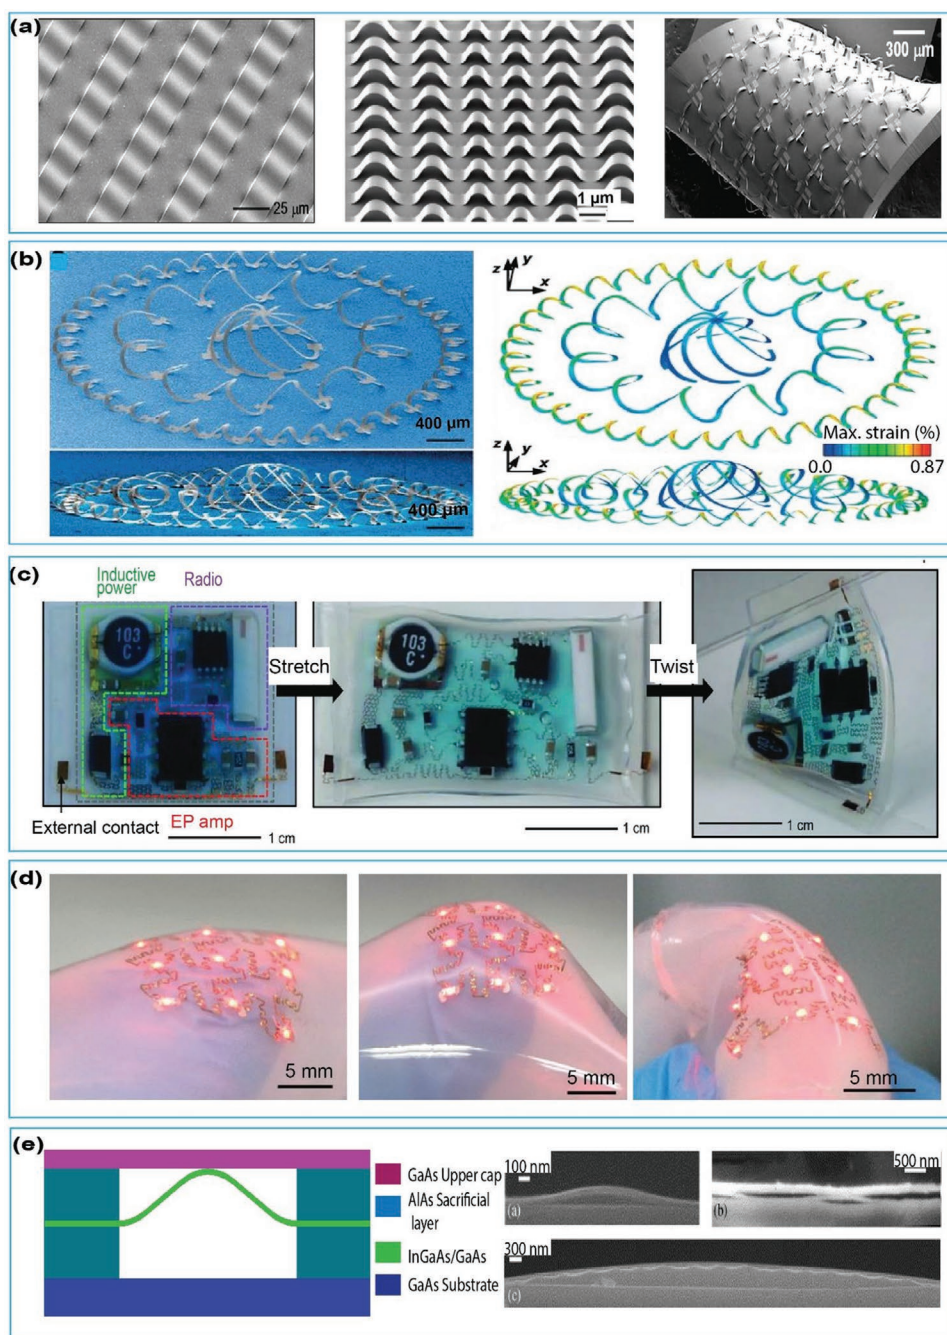 (a)
25 μm
1 μm
300 μm
(b)
400 μm
400 μm
z
y
x
z
y
x
Max. strain (%)
0.0
0.87
(c)
Inductive
power
Radio
103
C
External contact
EP amp
1 cm
Stretch
103
C
1 cm
Twist
1 cm
(d)
5 mm
5 mm
5 mm
(e)
GaAs Upper cap
AlAs Sacrificial
layer
InGaAs/GaAs
GaAs Substrate
100 nm
(a)
500 nm
(b)
300 nm
(c)